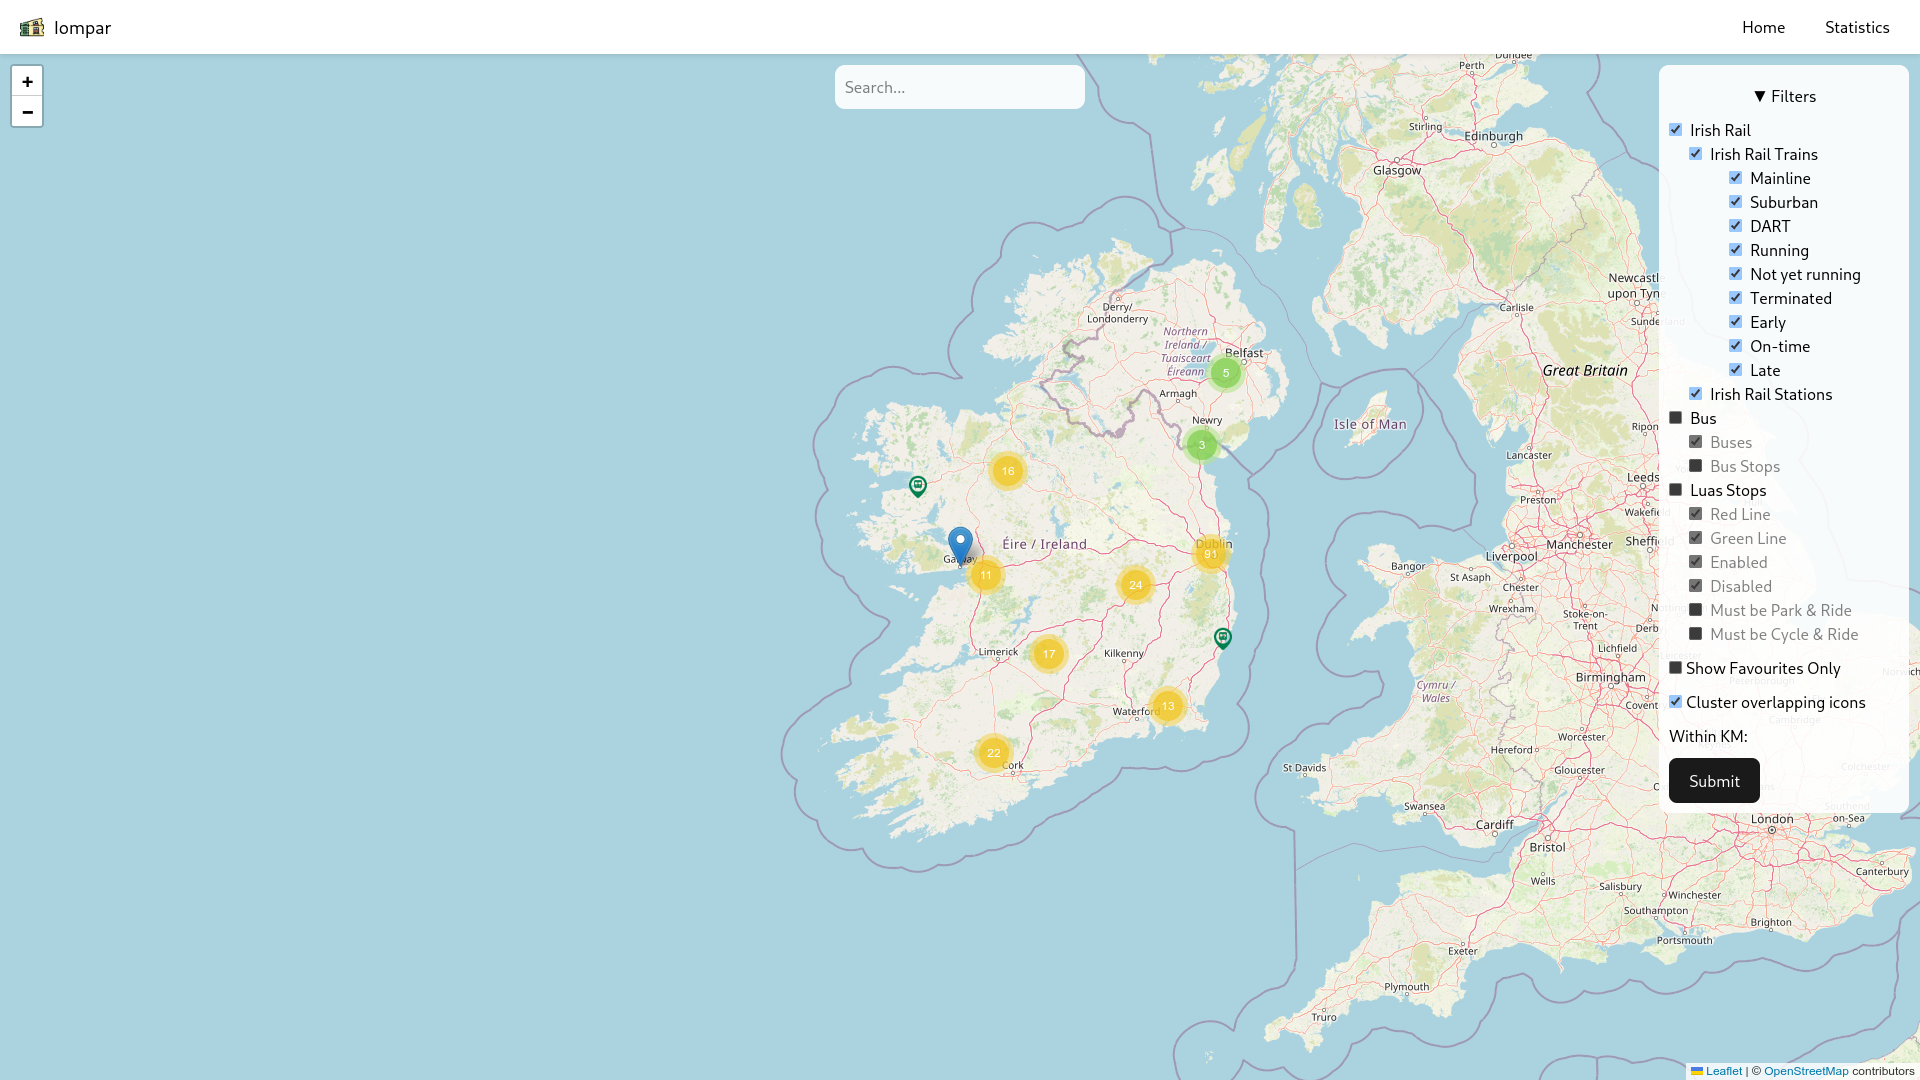 Iompar
Home
Statistics
+
−
Search...
▼ Filters
Irish Rail
Irish Rail Trains
Mainline
Suburban
DART
Running
Not yet running
Terminated
Early
On-time
Late
Irish Rail Stations
Bus
Buses
Bus Stops
Luas Stops
Red Line
Green Line
Enabled
Disabled
Must be Park & Ride
Must be Cycle & Ride
Show Favourites Only
Cluster overlapping icons
Within KM:
Submit
Dundee
Perth
Stirling
Edinburgh
Glasgow
Newcastle
upon Tyne
Carlisle
Derry/
Londonderry
Northern
Ireland /
Tuaisceart
Éireann
Belfast
5
Great Britain
Armagh
Newry
3
Isle of Man
16
Lancaster
Leeds
Preston
Éire / Ireland
Dublin
91
Galway
11
24
Liverpool
Manchester
Bangor
St Asaph
Chester
Wrexham
Stoke-on-
Trent
Limerick
17
Kilkenny
Lichfield
Birmingham
Cymru /
Wales
Waterford
13
22
Cork
Worcester
Hereford
St Davids
Gloucester
Swansea
Cardiff
Bristol
London
Southend
on-Sea
Colchester
Cambridge
Canterbury
Wells
Salisbury
Winchester
Southampton
Brighton
Portsmouth
Exeter
Plymouth
Truro
Leaflet | © OpenStreetMap contributors